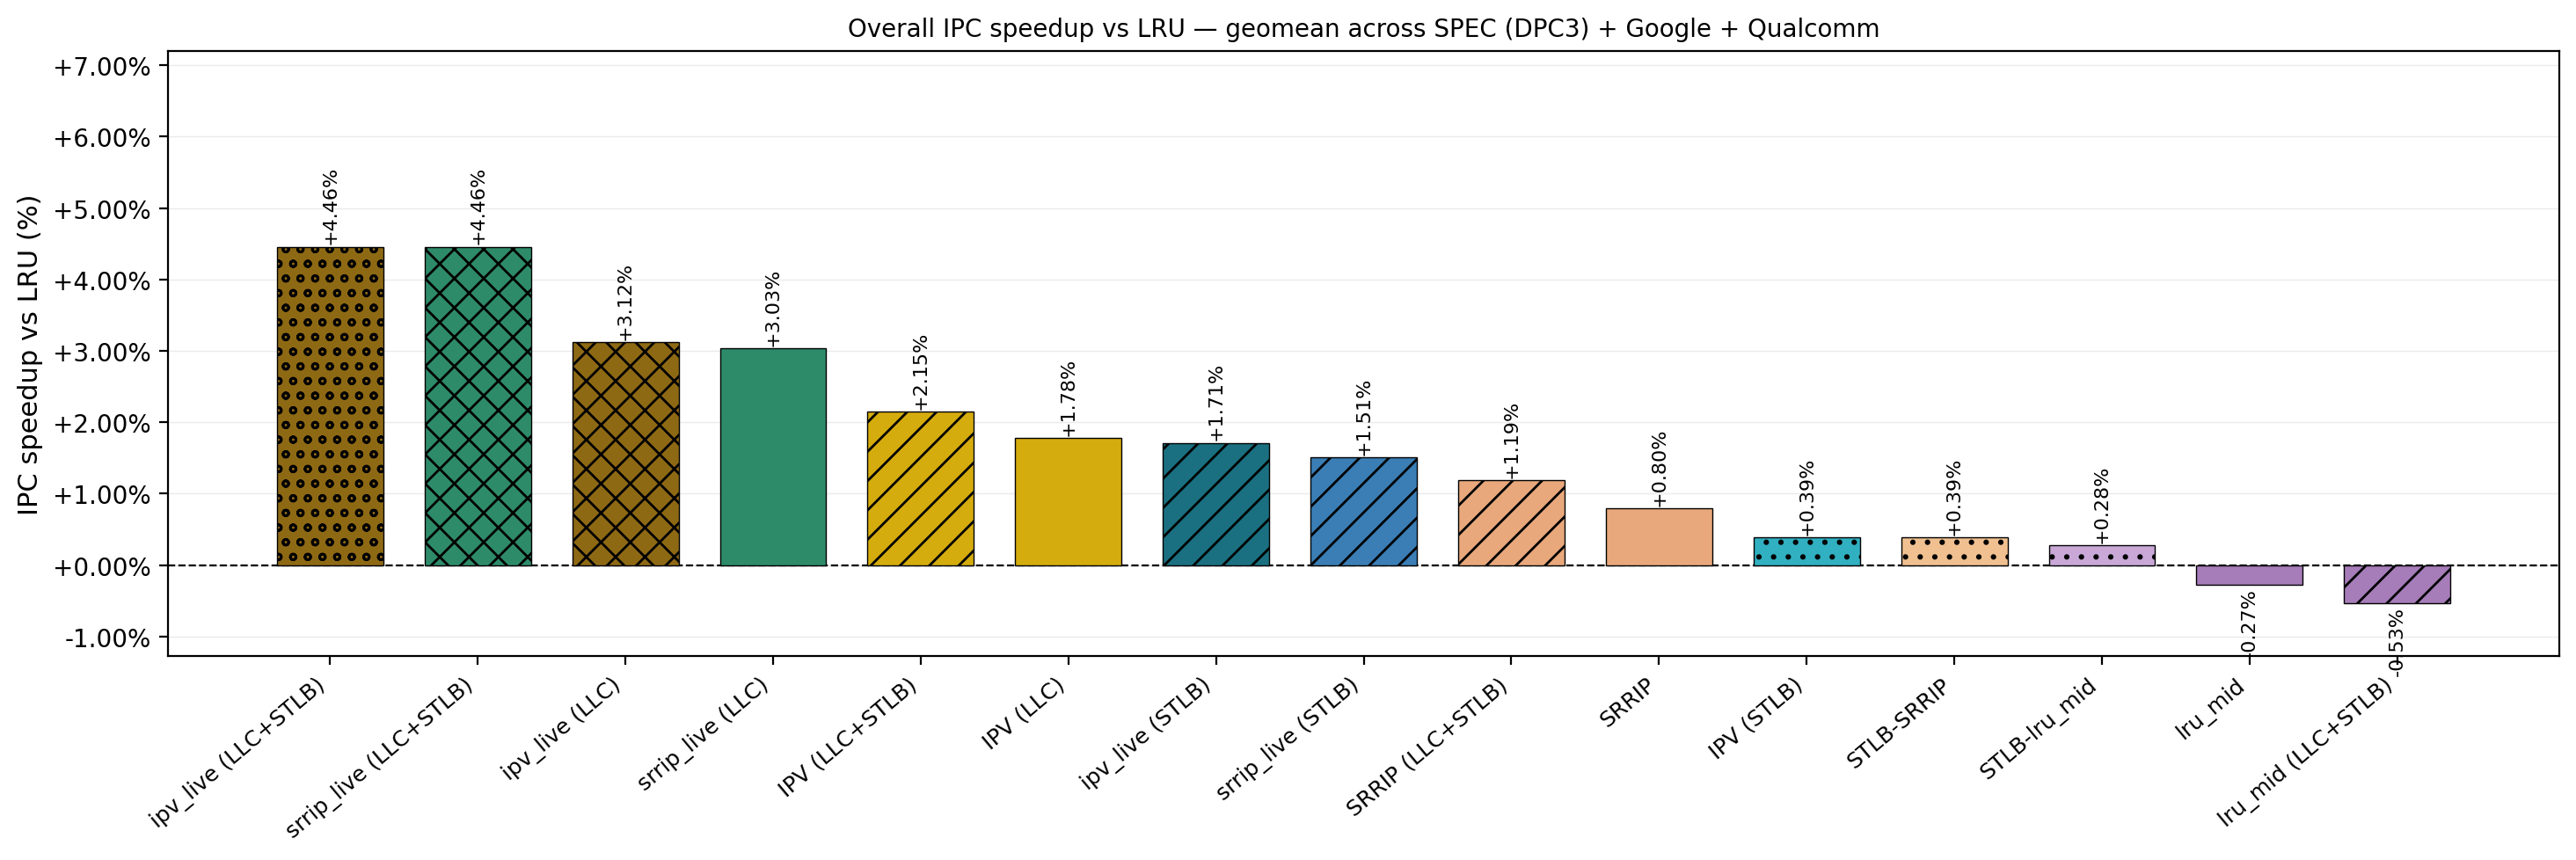 Overall IPC speedup vs LRU — geomean across SPEC (DPC3) + Google + Qualcomm
IPC speedup vs LRU (%)
+7.00%
+6.00%
+5.00%
+4.00%
+3.00%
+2.00%
+1.00%
+0.00%
-1.00%
+4.46%
+4.46%
+3.12%
+3.03%
+2.15%
+1.78%
+1.71%
+1.51%
+1.19%
+0.80%
+0.39%
+0.39%
+0.28%
-0.27%
-0.53%
ipv_live (LLC+STLB)
srrip_live (LLC+STLB)
ipv_live (LLC)
srrip_live (LLC)
IPV (LLC+STLB)
IPV (LLC)
ipv_live (STLB)
srrip_live (STLB)
SRRIP (LLC+STLB)
SRRIP
IPV (STLB)
STLB-SRRIP
STLB-lru_mid
lru_mid
lru_mid (LLC+STLB)